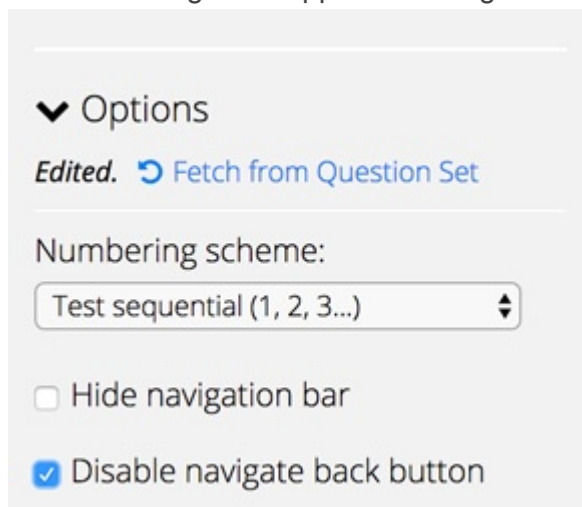 Options
Edited. Fetch from Question Set
Numbering scheme:
Test sequential (1, 2, 3...)
Hide navigation bar
Disable navigate back button